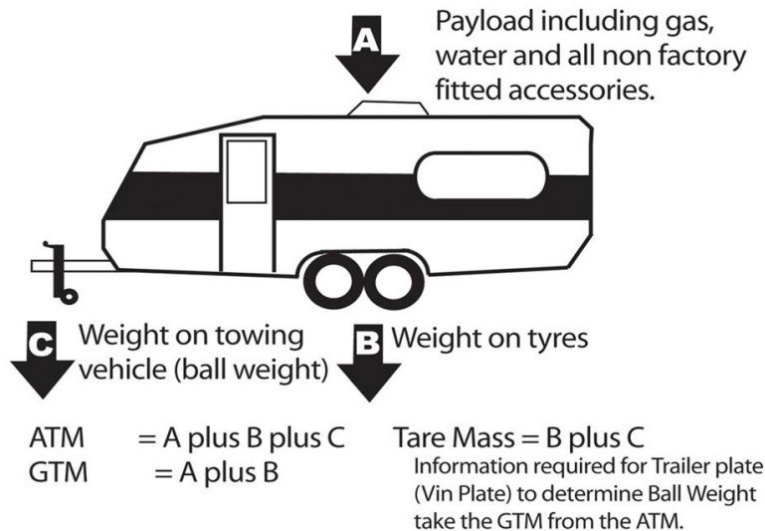 A
Payload including gas,
water and all non factory
fitted accessories.
C
Weight on towing
vehicle (ball weight)
B
Weight on tyres
ATM = A plus B plus C
GTM = A plus B
Tare Mass = B plus C
Information required for Trailer plate
(Vin Plate) to determine Ball Weight
take the GTM from the ATM.